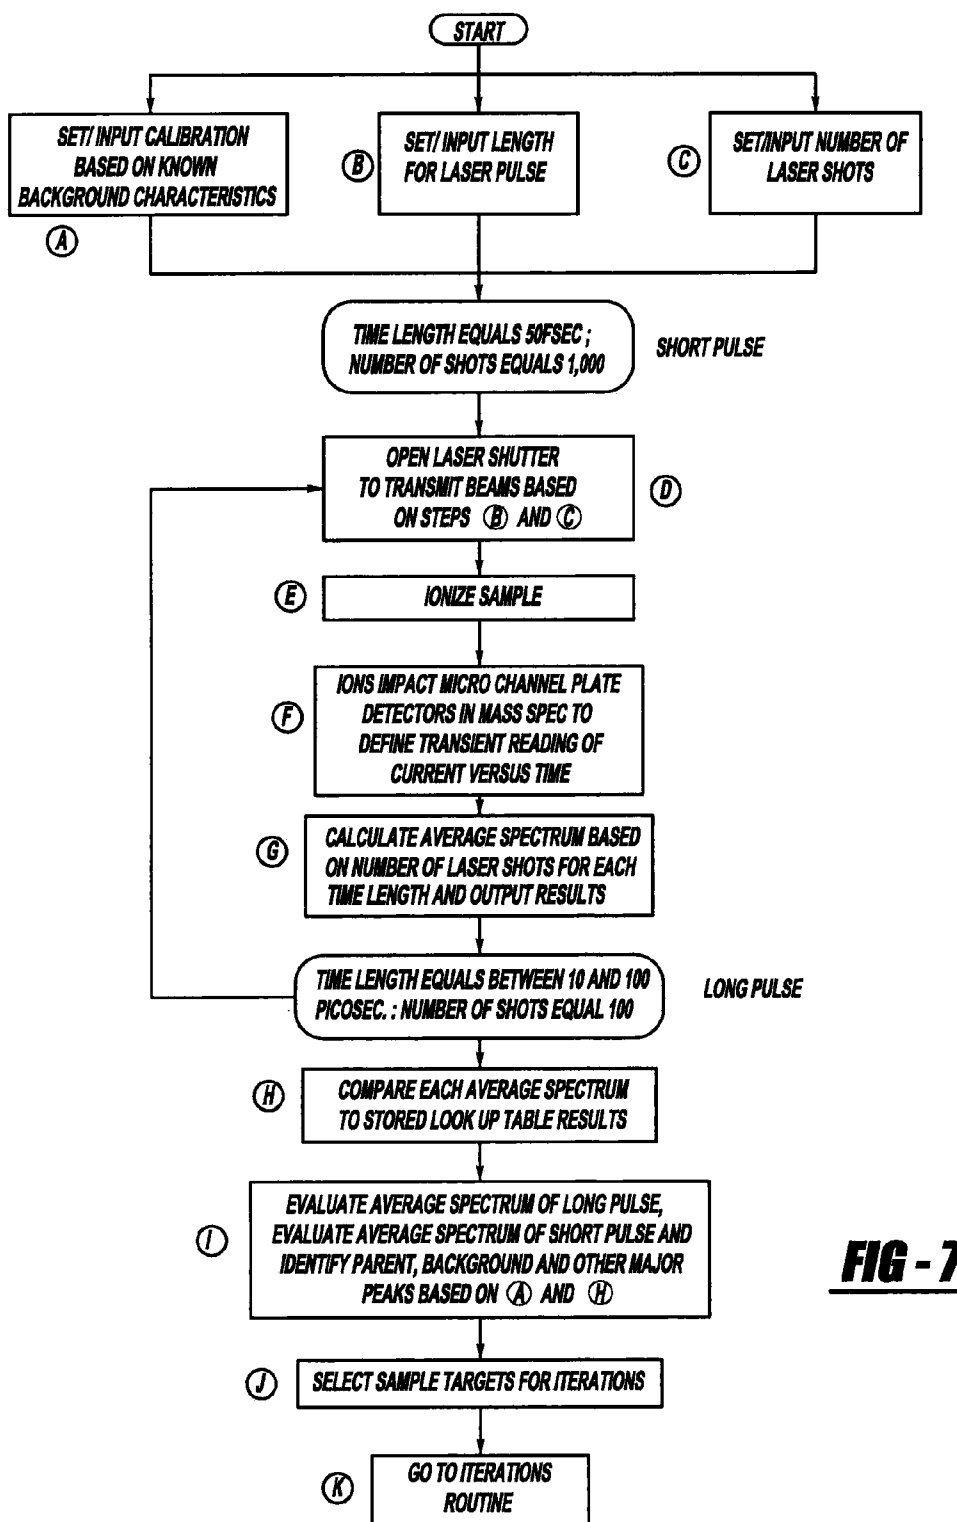 START
SET/ INPUT CALIBRATION
BASED ON KNOWN
BACKGROUND CHARACTERISTICS
A
B
SET/ INPUT LENGTH
FOR LASER PULSE
C
SET/INPUT NUMBER OF
LASER SHOTS
TIME LENGTH EQUALS 50FSEC ;
NUMBER OF SHOTS EQUALS 1,000
SHORT PULSE
OPEN LASER SHUTTER
TO TRANSMIT BEAMS BASED
ON STEPS B AND C
D
E
IONIZE SAMPLE
F
IONS IMPACT MICRO CHANNEL PLATE
DETECTORS IN MASS SPEC TO
DEFINE TRANSIENT READING OF
CURRENT VERSUS TIME
G
CALCULATE AVERAGE SPECTRUM BASED
ON NUMBER OF LASER SHOTS FOR EACH
TIME LENGTH AND OUTPUT RESULTS
TIME LENGTH EQUALS BETWEEN 10 AND 100
PICOSEC. : NUMBER OF SHOTS EQUAL 100
LONG PULSE
H
COMPARE EACH AVERAGE SPECTRUM
TO STORED LOOK UP TABLE RESULTS
I
EVALUATE AVERAGE SPECTRUM OF LONG PULSE,
EVALUATE AVERAGE SPECTRUM OF SHORT PULSE AND
IDENTIFY PARENT, BACKGROUND AND OTHER MAJOR
PEAKS BASED ON A AND H
FIG - 7
J
SELECT SAMPLE TARGETS FOR ITERATIONS
K
GO TO ITERATIONS
ROUTINE